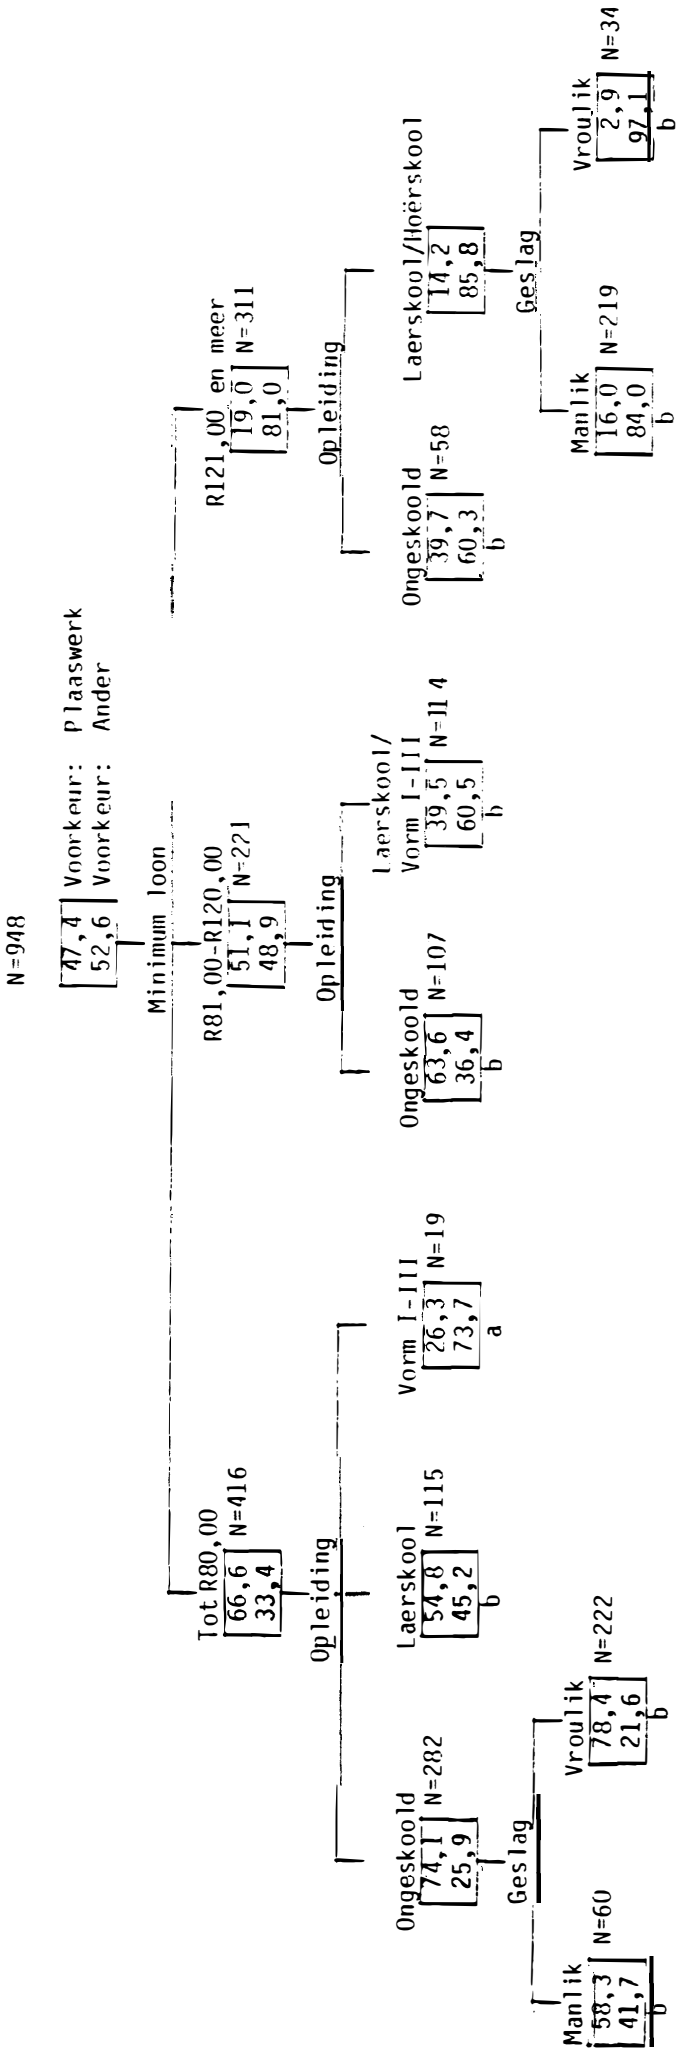 N=948
47,4 Voorkeur: Plaaswerk
52,6 Voorkeur: Ander
Minimum loon
Tot R80,00
66,6 N=416
33,4
R81,00-R120,00
51,1 N=221
48,9
R121,00 en meer
19,0 N=311
81,0
Opleiding
Opleiding
Opleiding
Ongeskoold
74,1 N=282
25,9
Laerskool
54,8 N=115
45,2
b
Vorm I-III
26,3 N=19
73,7
a
Ongeskoold
63,6 N=107
36,4
b
Laerskool/
Vorm I-III
39,5 N=114
60,5
b
Ongeskoold
39,7 N=58
60,3
b
Laerskool/Hoërskool
14,2
85,8
Geslag
Geslag
Manlik
58,3 N=60
41,7
b
Vroulik
78,4 N=222
21,6
b
Manlik
16,0 N=219
84,0
b
Vroulik
2,9 N=34
97,1
b